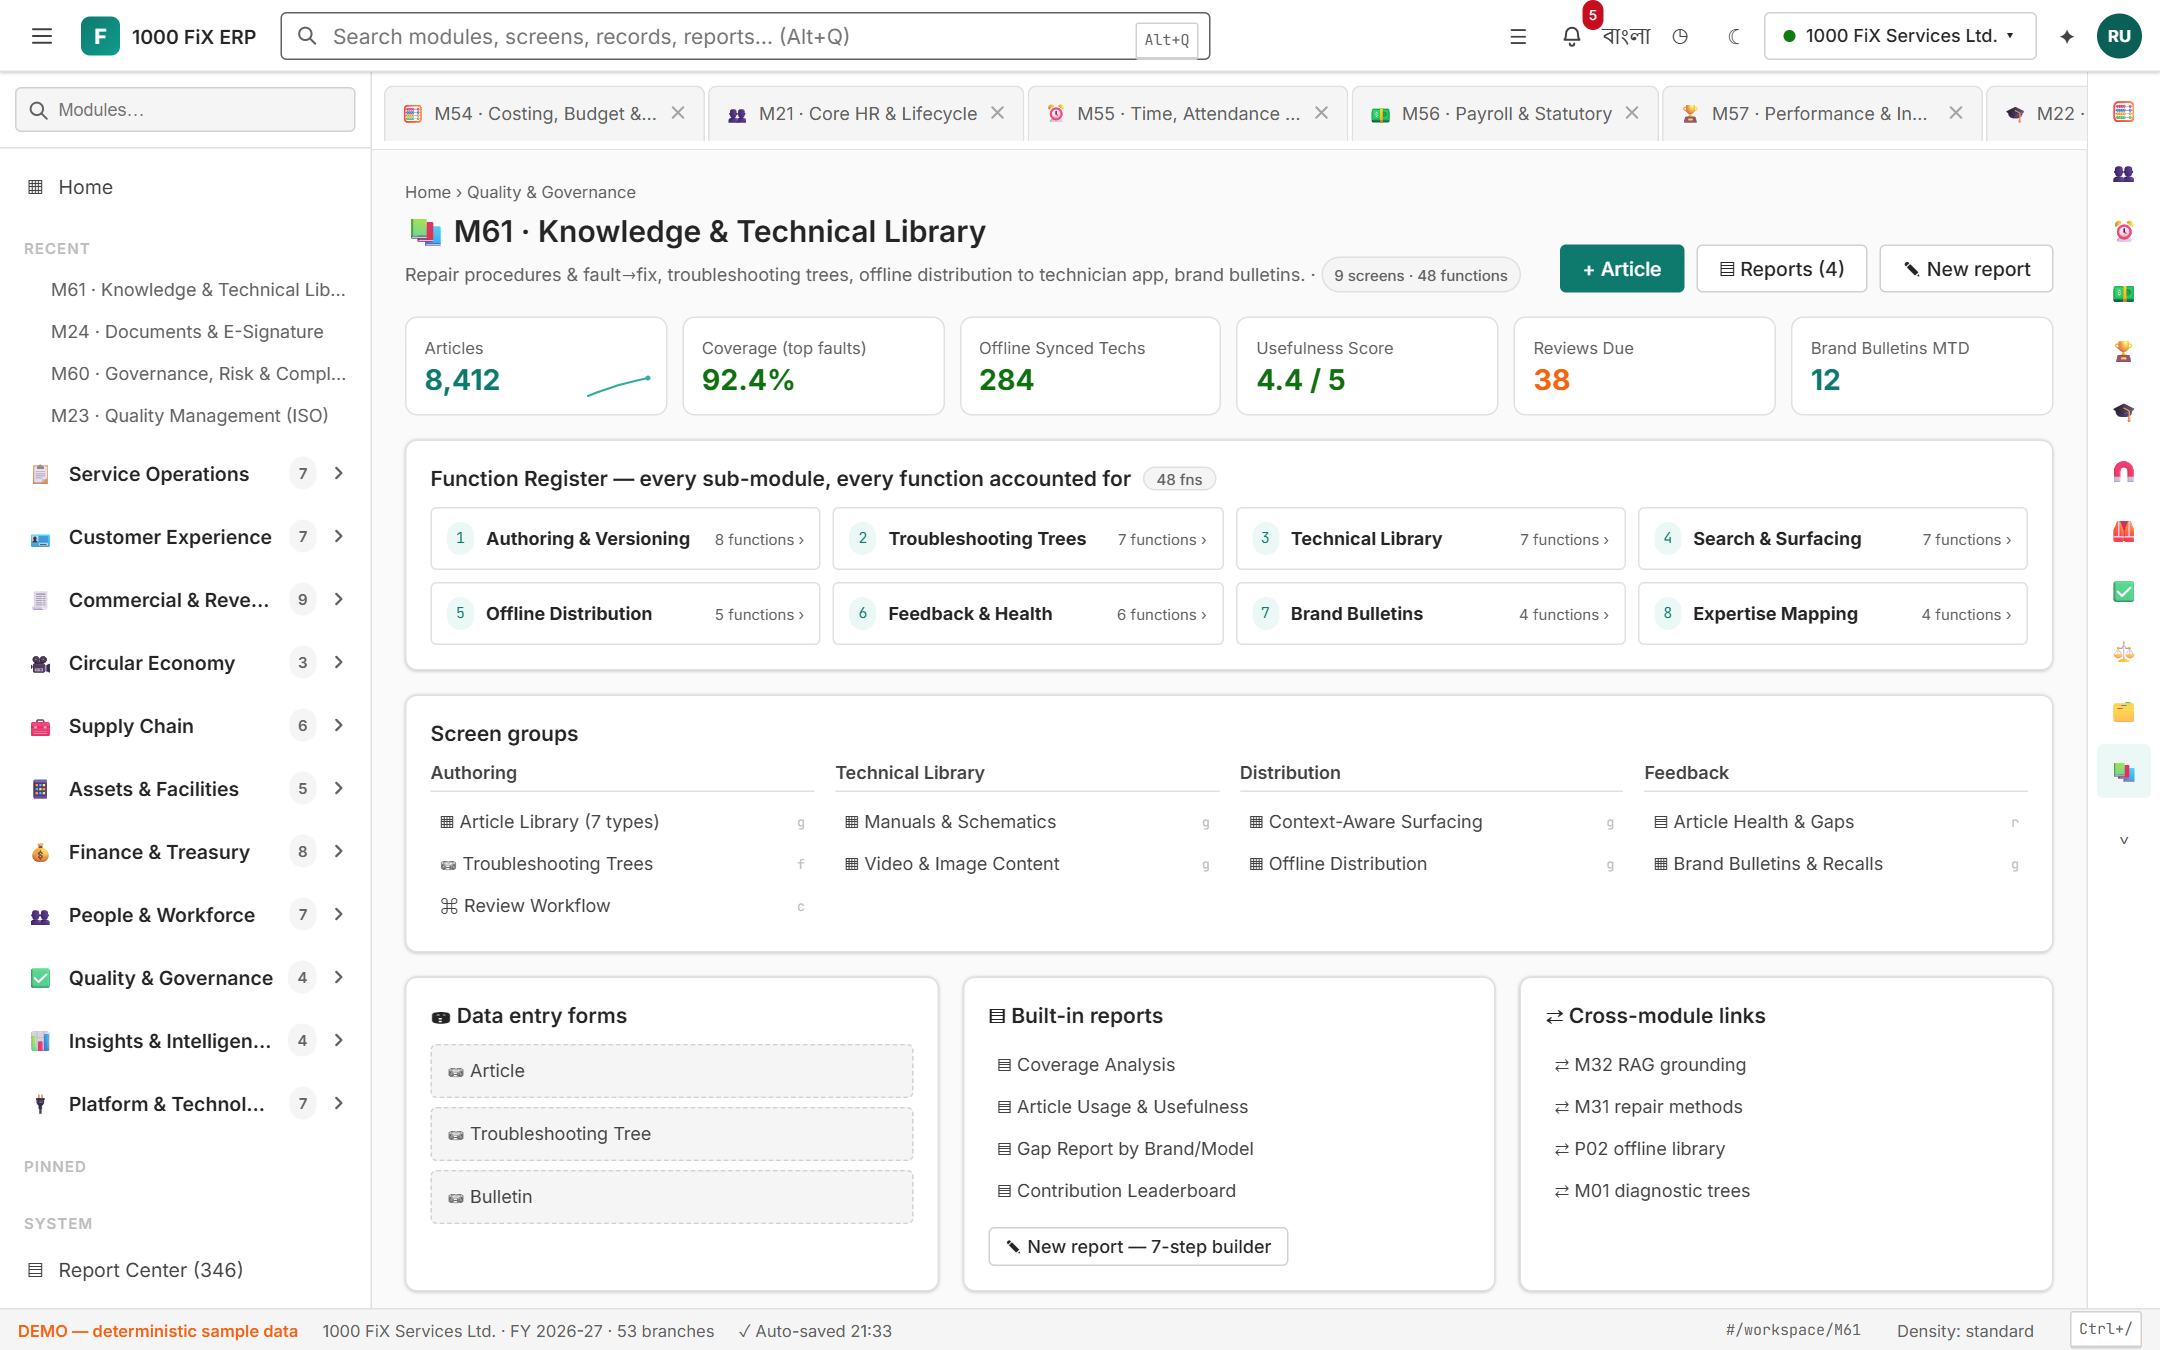 F 1000 FiX ERP
Search modules, screens, records, reports... (Alt+Q) Alt+Q
5
বাংলা
1000 FiX Services Ltd.
RU
Modules...
M54 · Costing, Budget &...
M21 · Core HR & Lifecycle
M55 · Time, Attendance ...
M56 · Payroll & Statutory
M57 · Performance & In...
M22 ·
Home
RECENT
M61 · Knowledge & Technical Lib...
M24 · Documents & E-Signature
M60 · Governance, Risk & Compl...
M23 · Quality Management (ISO)
Service Operations 7
Customer Experience 7
Commercial & Reve... 9
Circular Economy 3
Supply Chain 6
Assets & Facilities 5
Finance & Treasury 8
People & Workforce 7
Quality & Governance 4
Insights & Intelligen... 4
Platform & Technol... 7
PINNED
SYSTEM
Report Center (346)
Home › Quality & Governance
M61 · Knowledge & Technical Library
Repair procedures & fault→fix, troubleshooting trees, offline distribution to technician app, brand bulletins. · 9 screens · 48 functions
+ Article
Reports (4)
New report
Articles
8,412
Coverage (top faults)
92.4%
Offline Synced Techs
284
Usefulness Score
4.4 / 5
Reviews Due
38
Brand Bulletins MTD
12
Function Register — every sub-module, every function accounted for 48 fns
1 Authoring & Versioning 8 functions ›
2 Troubleshooting Trees 7 functions ›
3 Technical Library 7 functions ›
4 Search & Surfacing 7 functions ›
5 Offline Distribution 5 functions ›
6 Feedback & Health 6 functions ›
7 Brand Bulletins 4 functions ›
8 Expertise Mapping 4 functions ›
Screen groups
Authoring
Article Library (7 types) g
Troubleshooting Trees f
Review Workflow c
Technical Library
Manuals & Schematics g
Video & Image Content g
Distribution
Context-Aware Surfacing g
Offline Distribution g
Feedback
Article Health & Gaps r
Brand Bulletins & Recalls g
Data entry forms
Article
Troubleshooting Tree
Bulletin
Built-in reports
Coverage Analysis
Article Usage & Usefulness
Gap Report by Brand/Model
Contribution Leaderboard
New report — 7-step builder
⇄ Cross-module links
⇄ M32 RAG grounding
⇄ M31 repair methods
⇄ P02 offline library
⇄ M01 diagnostic trees
DEMO — deterministic sample data
1000 FiX Services Ltd. · FY 2026-27 · 53 branches
✓ Auto-saved 21:33
#/workspace/M61
Density: standard
Ctrl+/